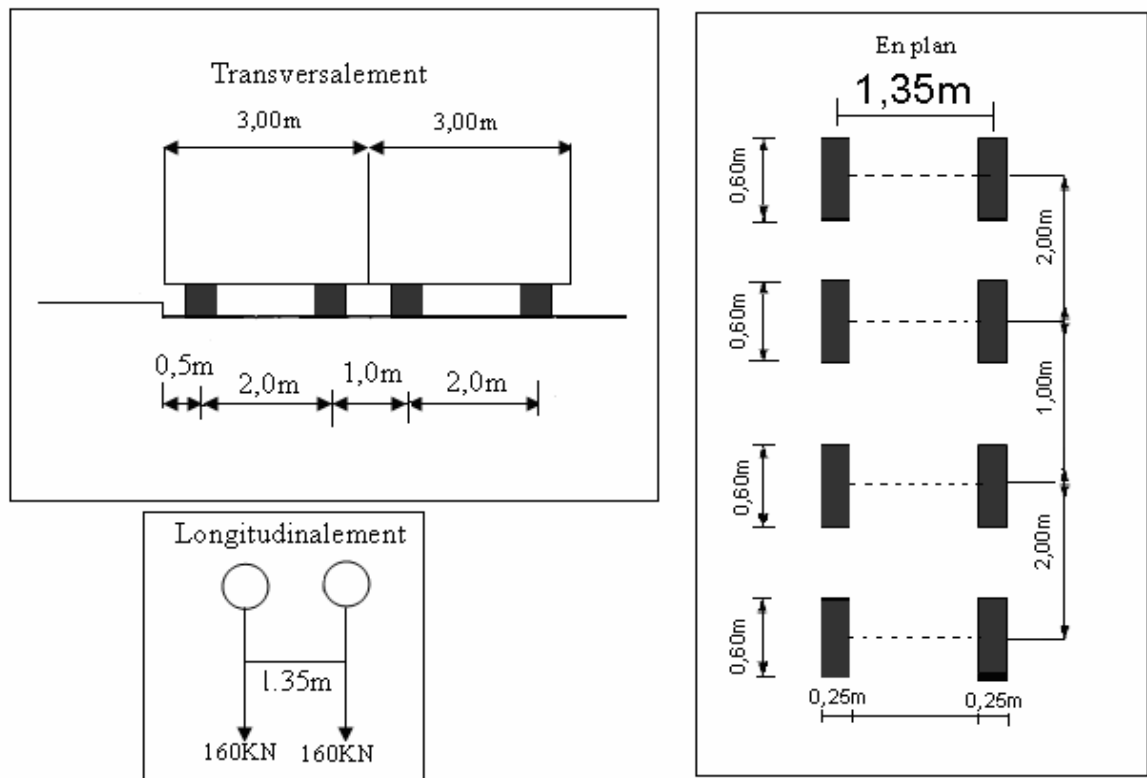 Transversalement
3,00m 3,00m
0,5m 2,0m 1,0m 2,0m
Longitudinalement
1.35m
160KN 160KN
En plan
1,35m
0,60m
2,00m
0,60m
1,00m
0,60m
2,00m
0,60m
0,25m 0,25m